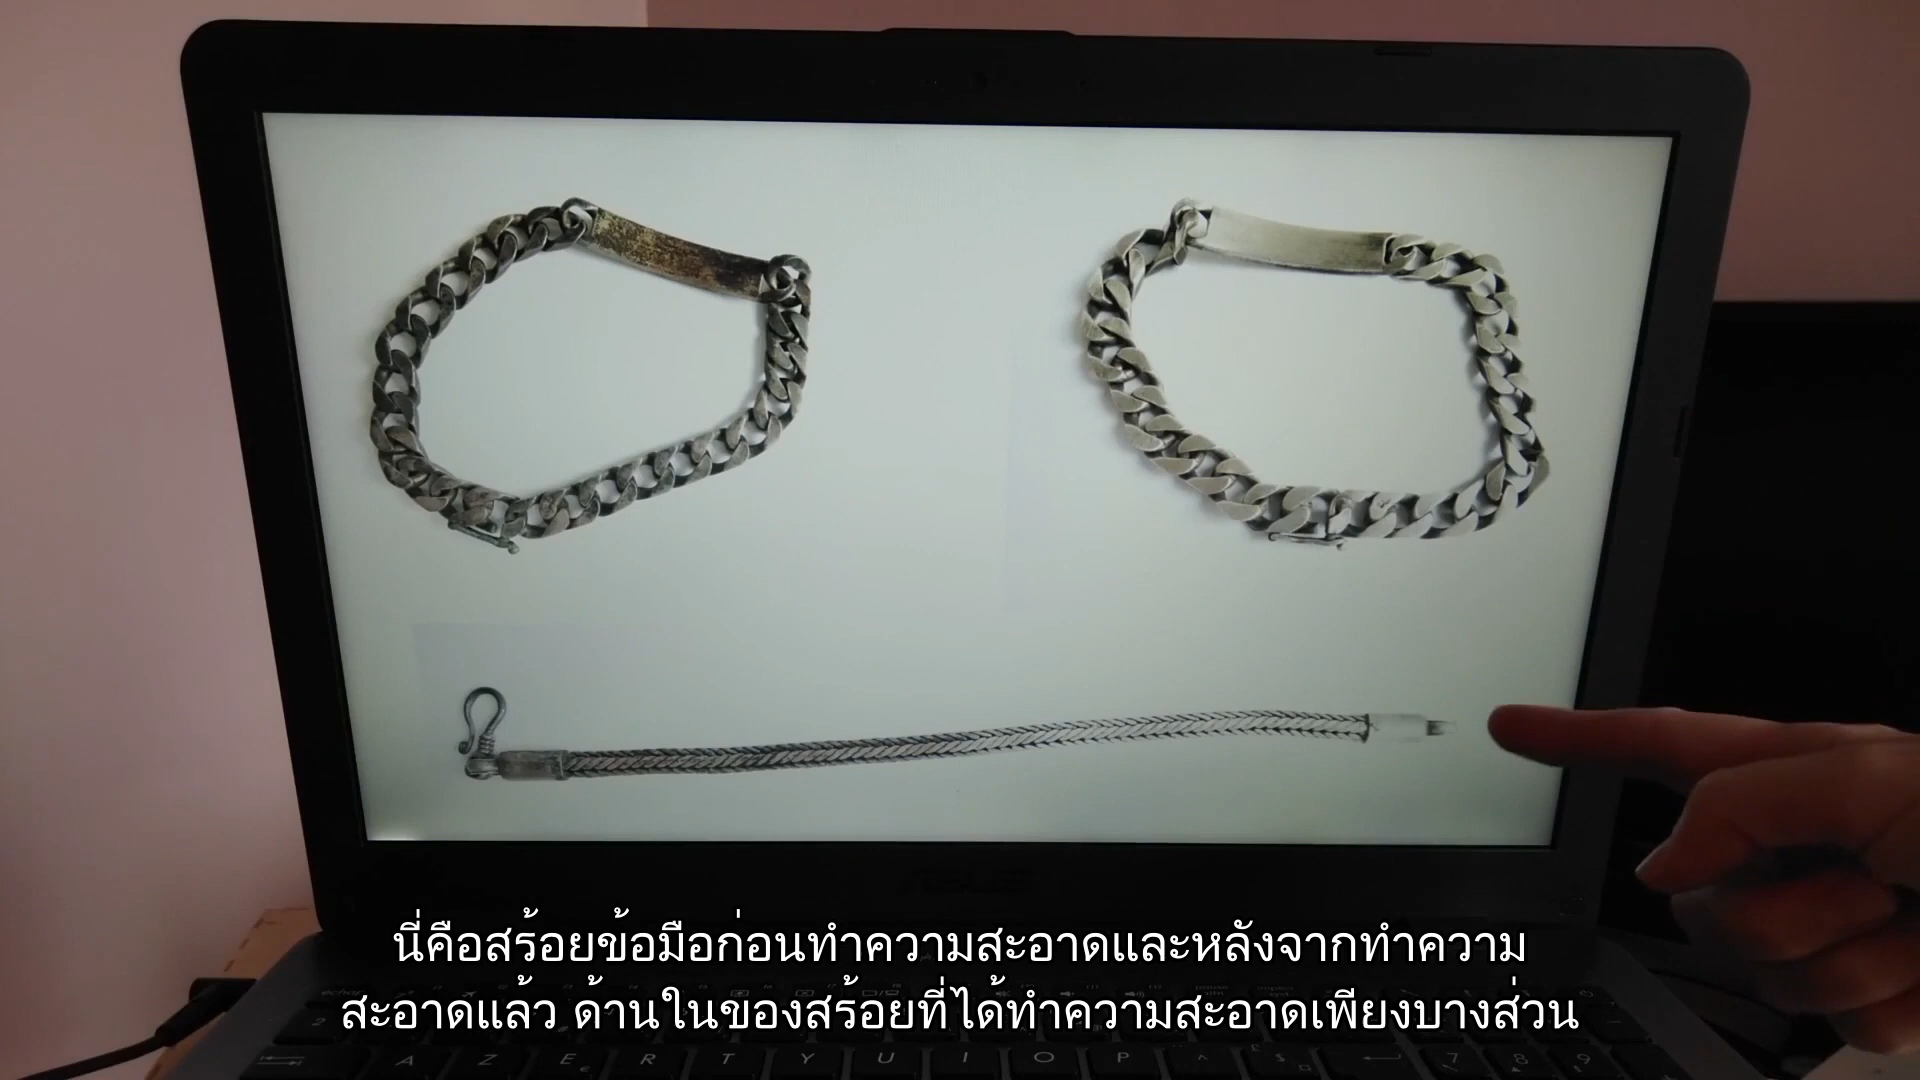 นี่คือสร้อยข้อมือก่อนทำความสะอาดและหลังจากทำความ
สะอาดแล้ว ด้านในของสร้อยที่ได้ทำความสะอาดเพียงบางส่วน
A Z E R T Y U I O P
7 8 9